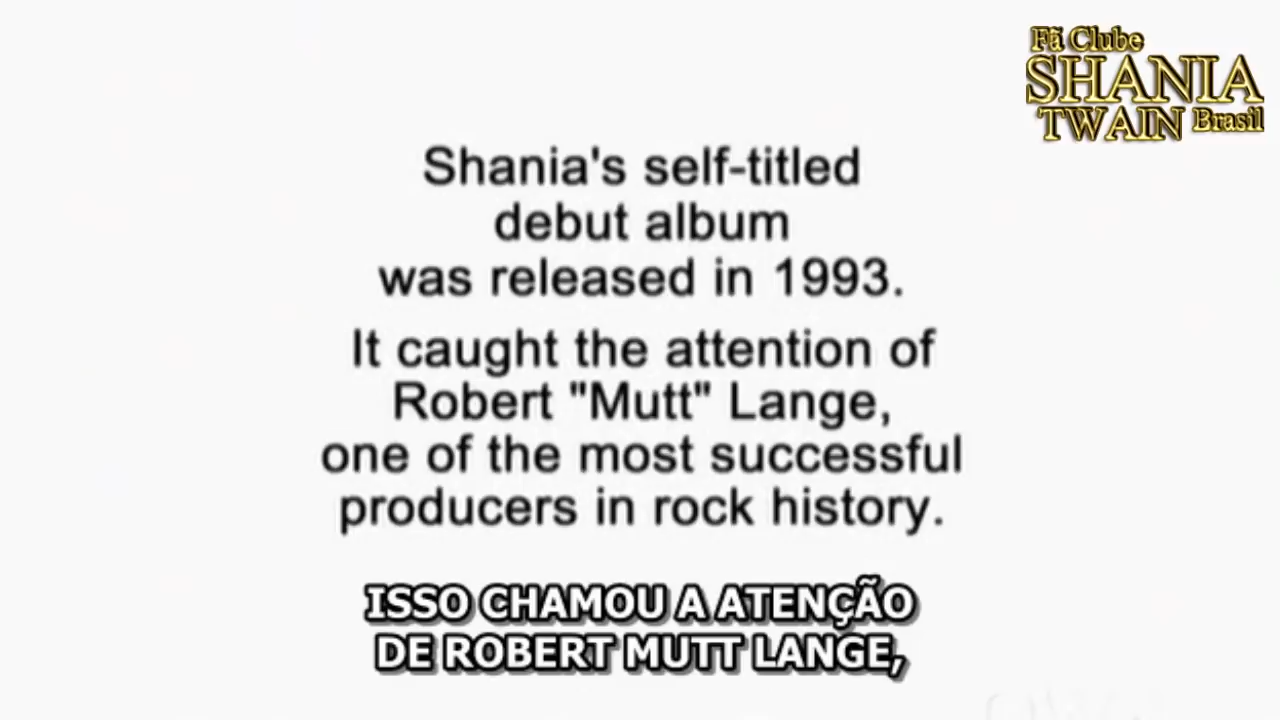 Fã Clube
SHANIA
TWAIN Brasil
Shania's self-titled
debut album
was released in 1993.
It caught the attention of
Robert "Mutt" Lange,
one of the most successful
producers in rock history.
ISSO CHAMOU A ATENÇÃO
DE ROBERT MUTT LANGE,